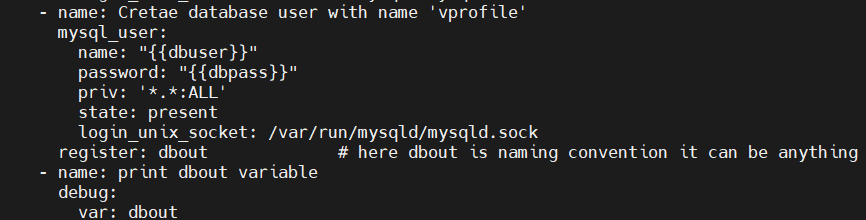 - name: Cretae database user with name 'vprofile'
  mysql_user:
    name: "{{dbuser}}"
    password: "{{dbpass}}"
    priv: '*.*:ALL'
    state: present
    login_unix_socket: /var/run/mysqld/mysqld.sock
  register: dbout             # here dbout is naming convention it can be anything
- name: print dbout variable
  debug:
    var: dbout